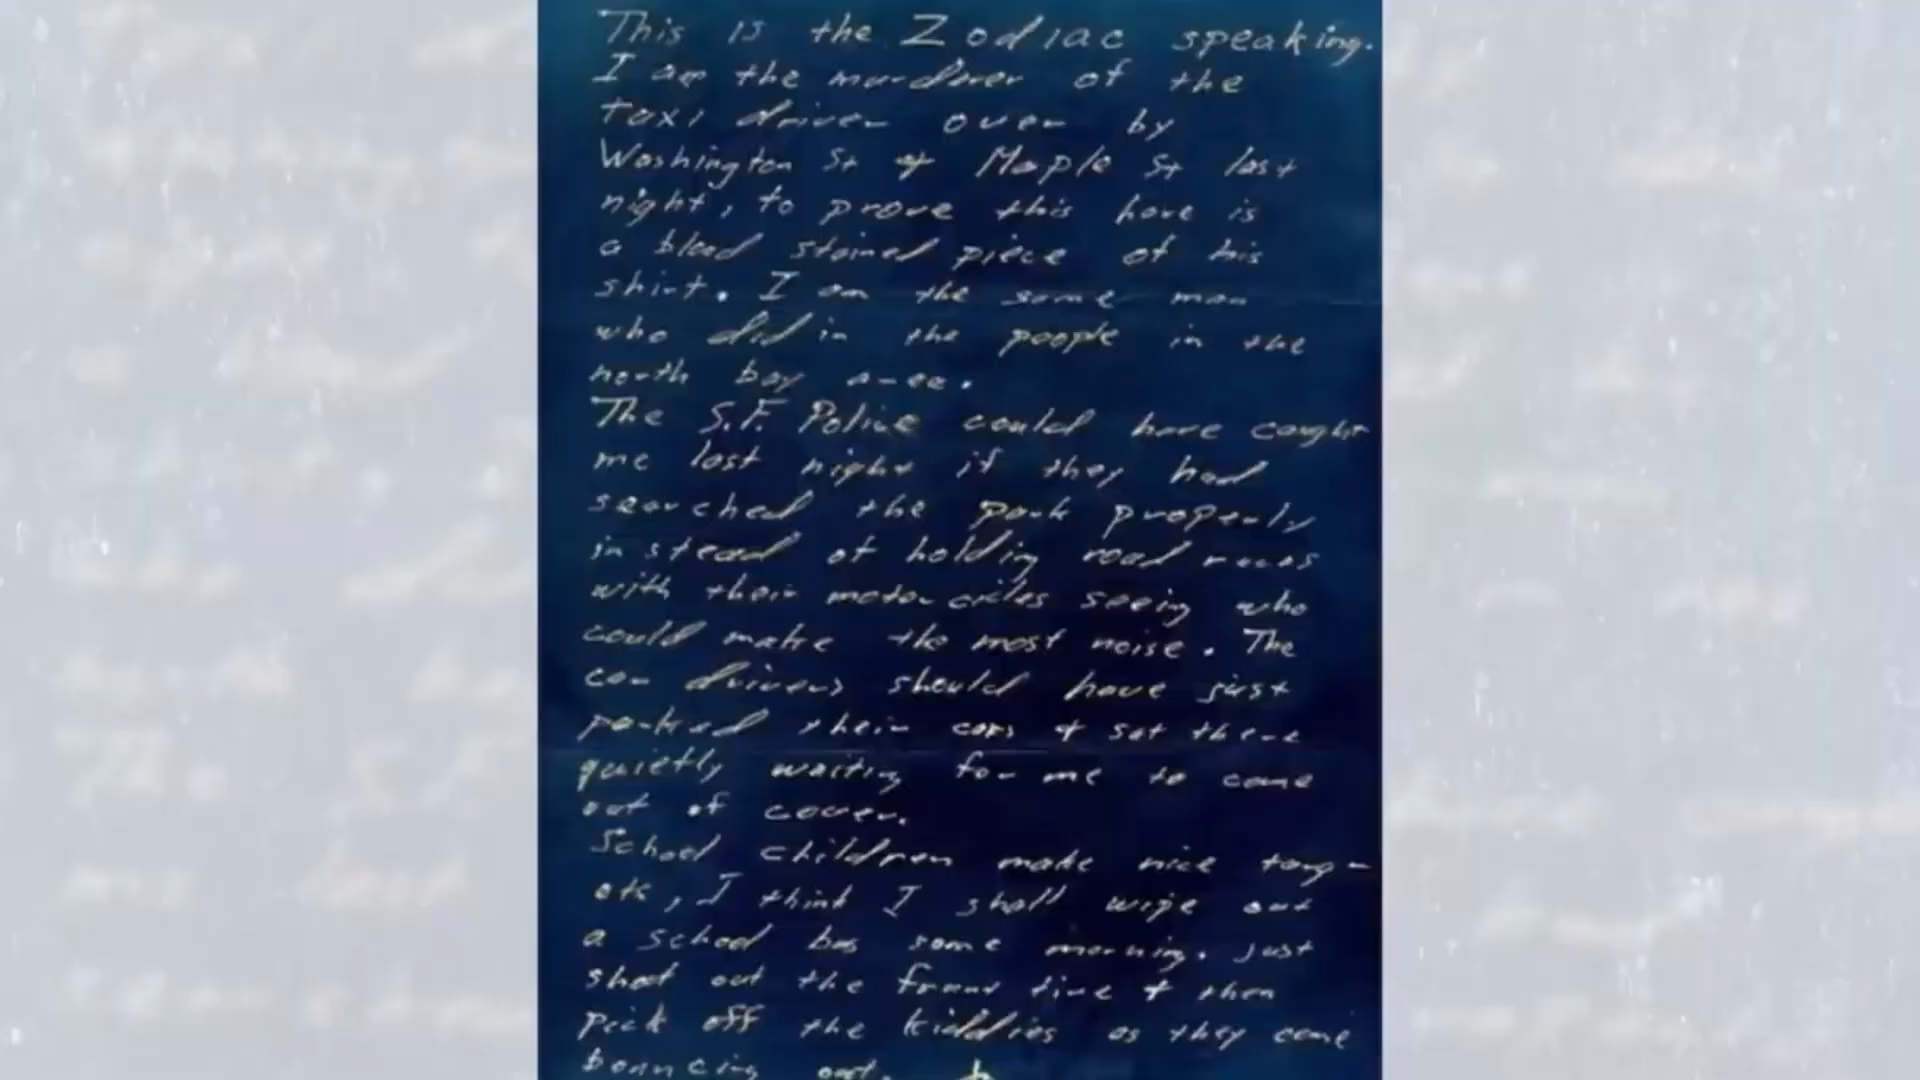 This is the Zodiac speaking.
I am the murderer of the
taxi driver over by
Washington St + Maple St last
night, to prove this here is
a blood stained piece of his
shirt. I am the same man
who did in the people in the
north bay area.
The S.F. Police could have caught
me last night if they had
searched the park properly
instead of holding road races
with their motorcicles seeing who
could make the most noise. The
car drivers should have just
parked their cars + sat there
quietly waiting for me to come
out of cover.
School children make nice targ-
ets, I think I shall wipe out
a school bus some morning. Just
shoot out the front tire + then
pick off the kiddies as they come
bouncing out.